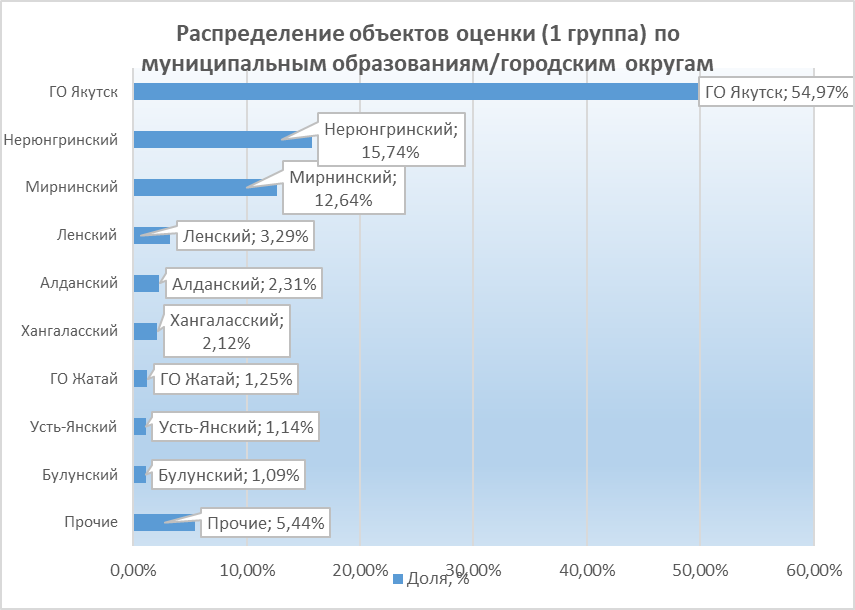 Распределение объектов оценки (1 группа) по
муниципальным образованиям/городским округам
ГО Якутск
ГО Якутск; 54,97%
Нерюнгринский
Нерюнгринский;
15,74%
Мирнинский
Мирнинский;
12,64%
Ленский
Ленский; 3,29%
Алданский
Алданский; 2,31%
Хангаласский
Хангаласский;
2,12%
ГО Жатай
ГО Жатай; 1,25%
Усть-Янский
Усть-Янский; 1,14%
Булунский
Булунский; 1,09%
Прочие
Прочие; 5,44%
0,00% 10,00% 20,00% 30,00% 40,00% 50,00% 60,00%
Доля, %